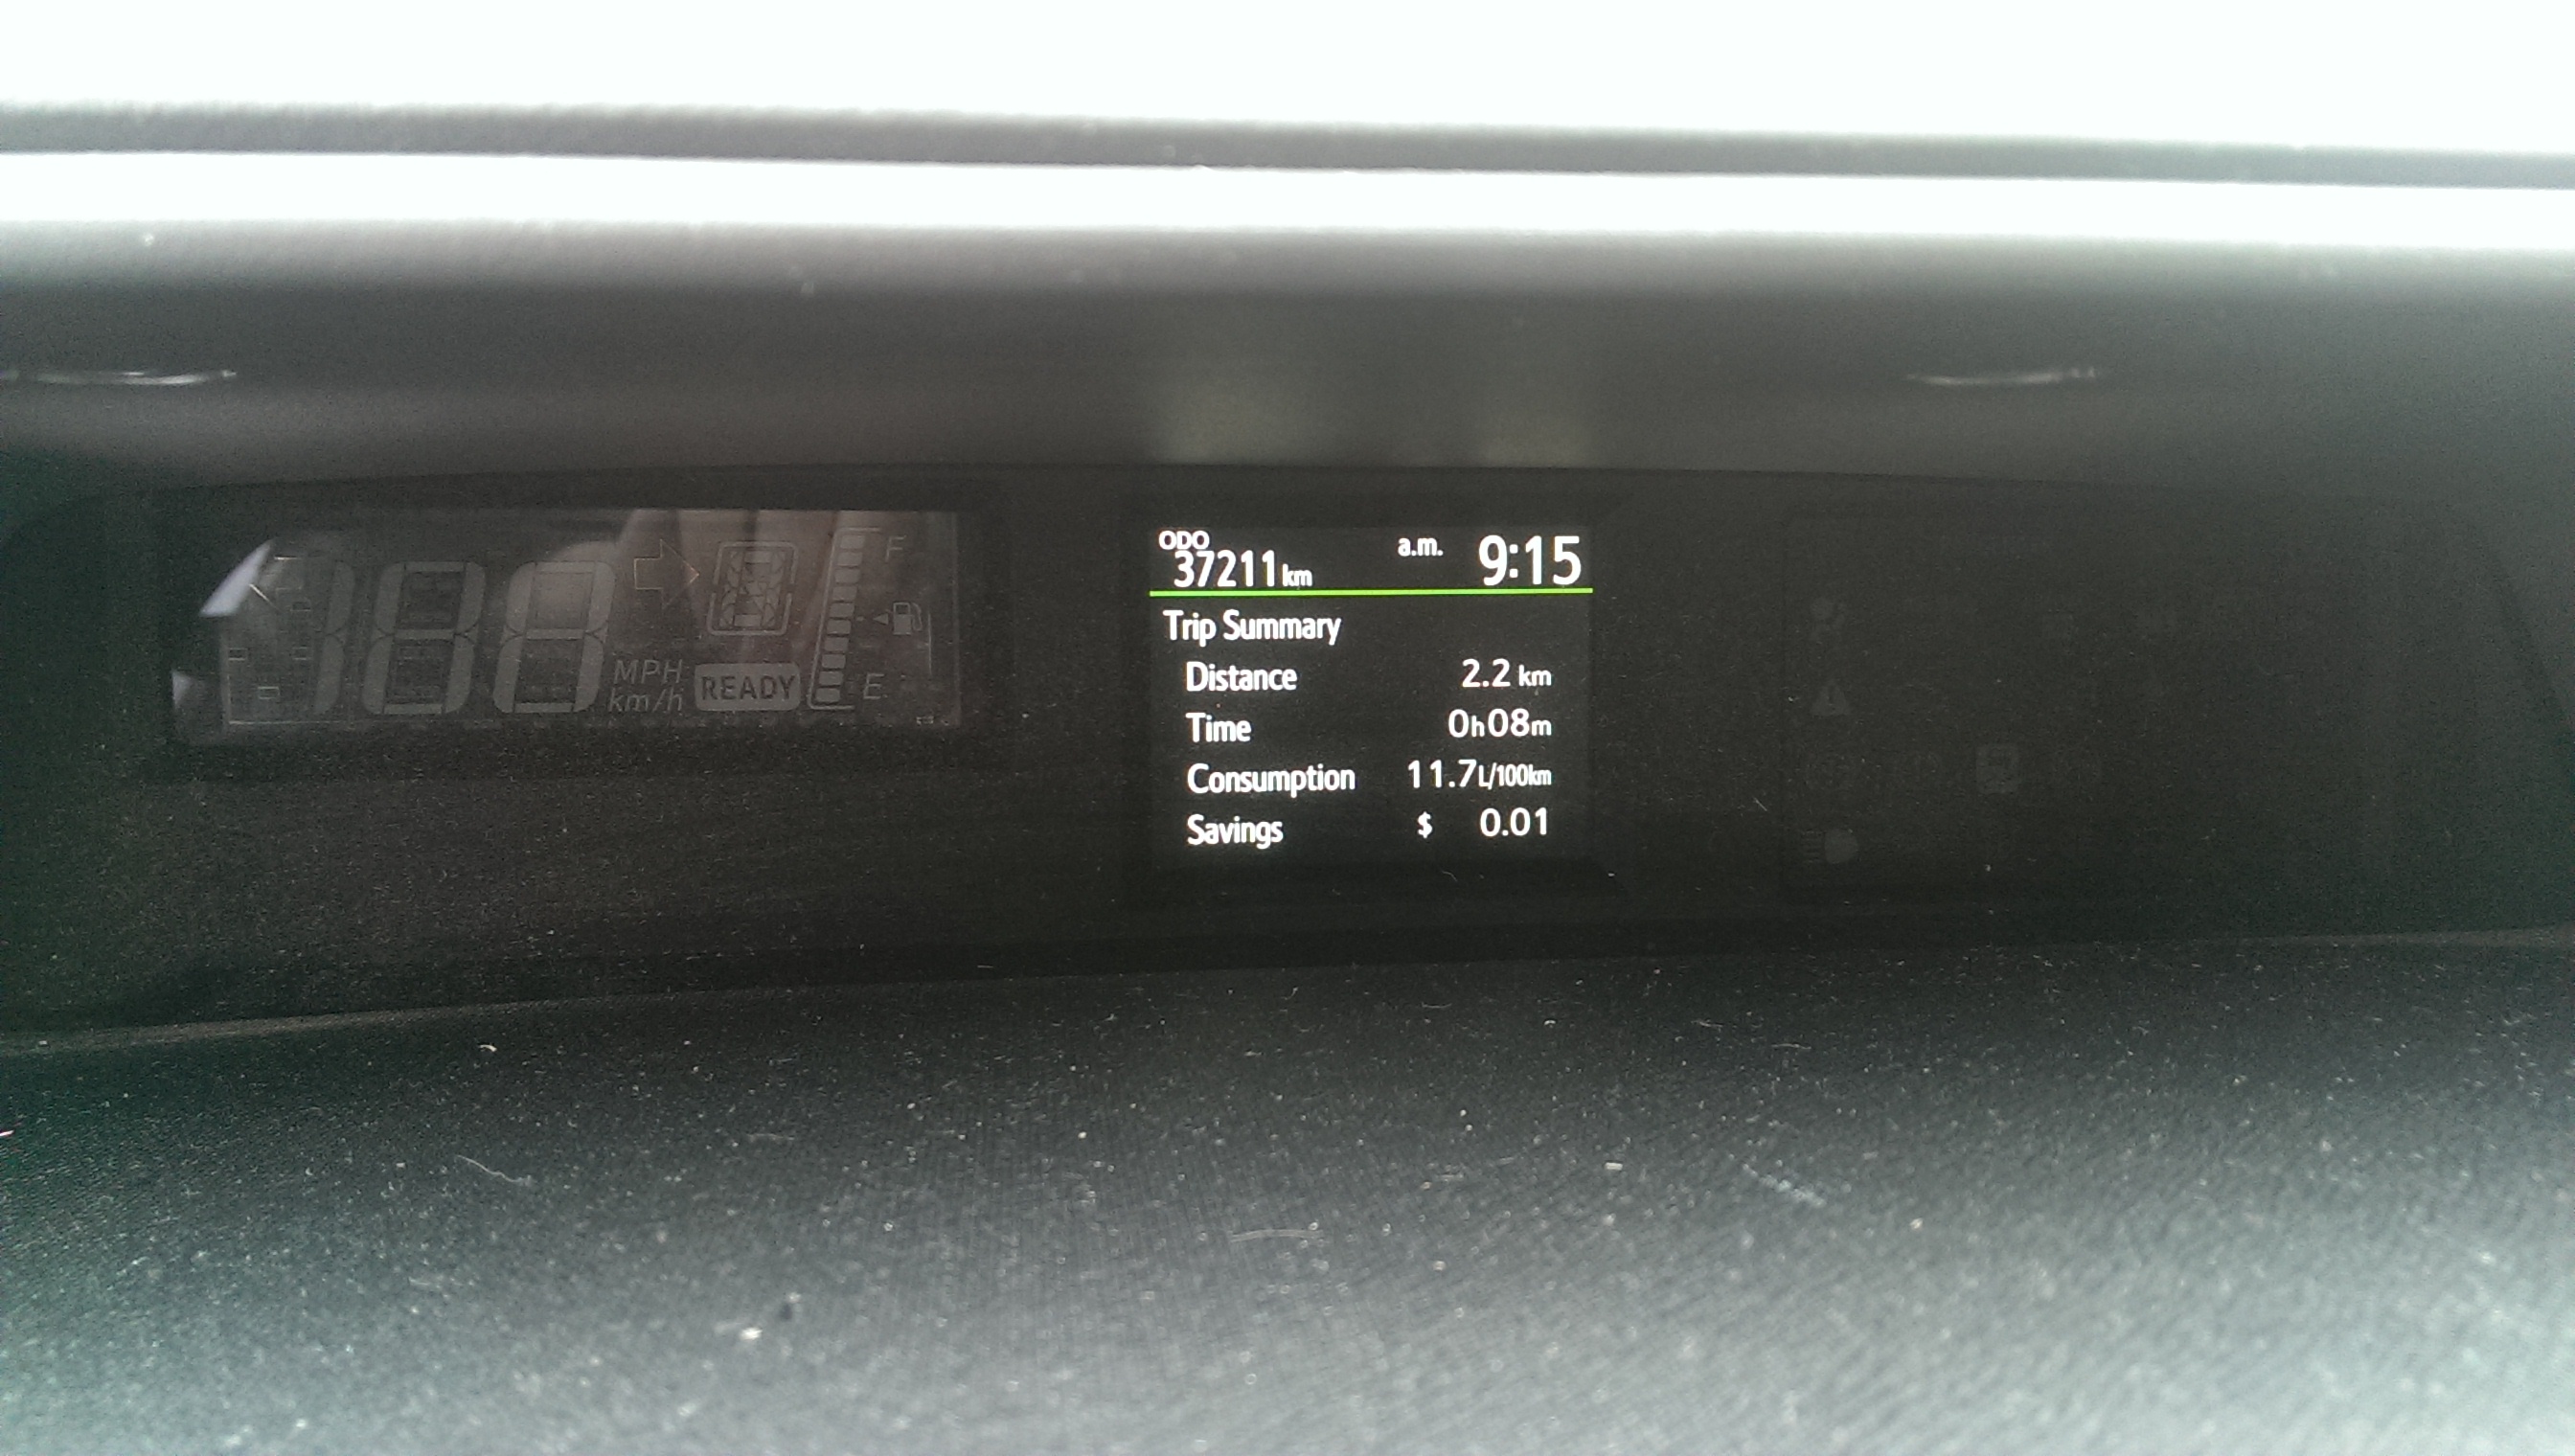 ODO
37211km a.m. 9:15
Trip Summary
Distance 2.2 km
Time 0h08m
Consumption 11.7L/100km
Savings $ 0.01
F
MPH
km/h
READY
E